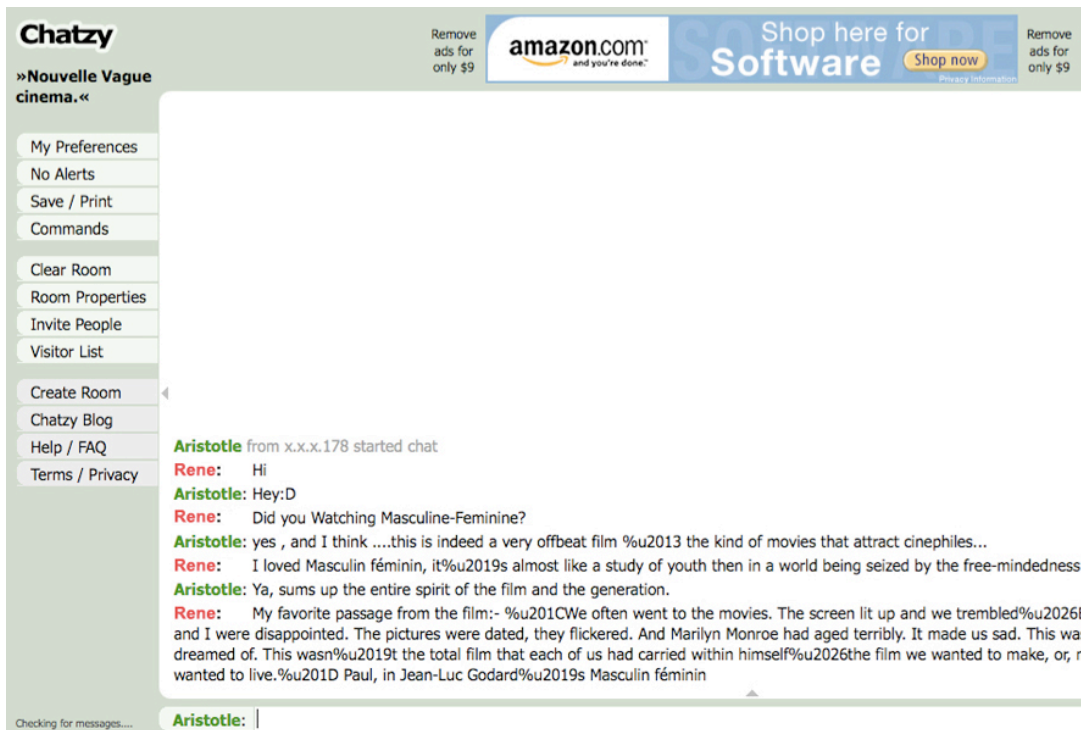 Chatzy
»Nouvelle Vague
cinema.«
Remove
ads for
only $9
amazon.com
and you're done.™
SOFTWARE
Shop here for
Software
Shop now
Privacy Information
Remove
ads for
only $9
My Preferences
No Alerts
Save / Print
Commands
Clear Room
Room Properties
Invite People
Visitor List
Create Room
Chatzy Blog
Help / FAQ
Terms / Privacy
Aristotle from x.x.x.178 started chat
Rene: Hi
Aristotle: Hey:D
Rene: Did you Watching Masculine-Feminine?
Aristotle: yes , and I think ....this is indeed a very offbeat film %u2013 the kind of movies that attract cinephiles...
Rene: I loved Masculin féminin, it%u2019s almost like a study of youth then in a world being seized by the free-mindedness
Aristotle: Ya, sums up the entire spirit of the film and the generation.
Rene: My favorite passage from the film:- %u201CWe often went to the movies. The screen lit up and we trembled%u2026
and I were disappointed. The pictures were dated, they flickered. And Marilyn Monroe had aged terribly. It made us sad. This
dreamed of. This wasn%u2019t the total film that each of us had carried within himself%u2026the film we wanted to make, or,
wanted to live.%u201D Paul, in Jean-Luc Godard%u2019s Masculin féminin
Checking for messages....
Aristotle: